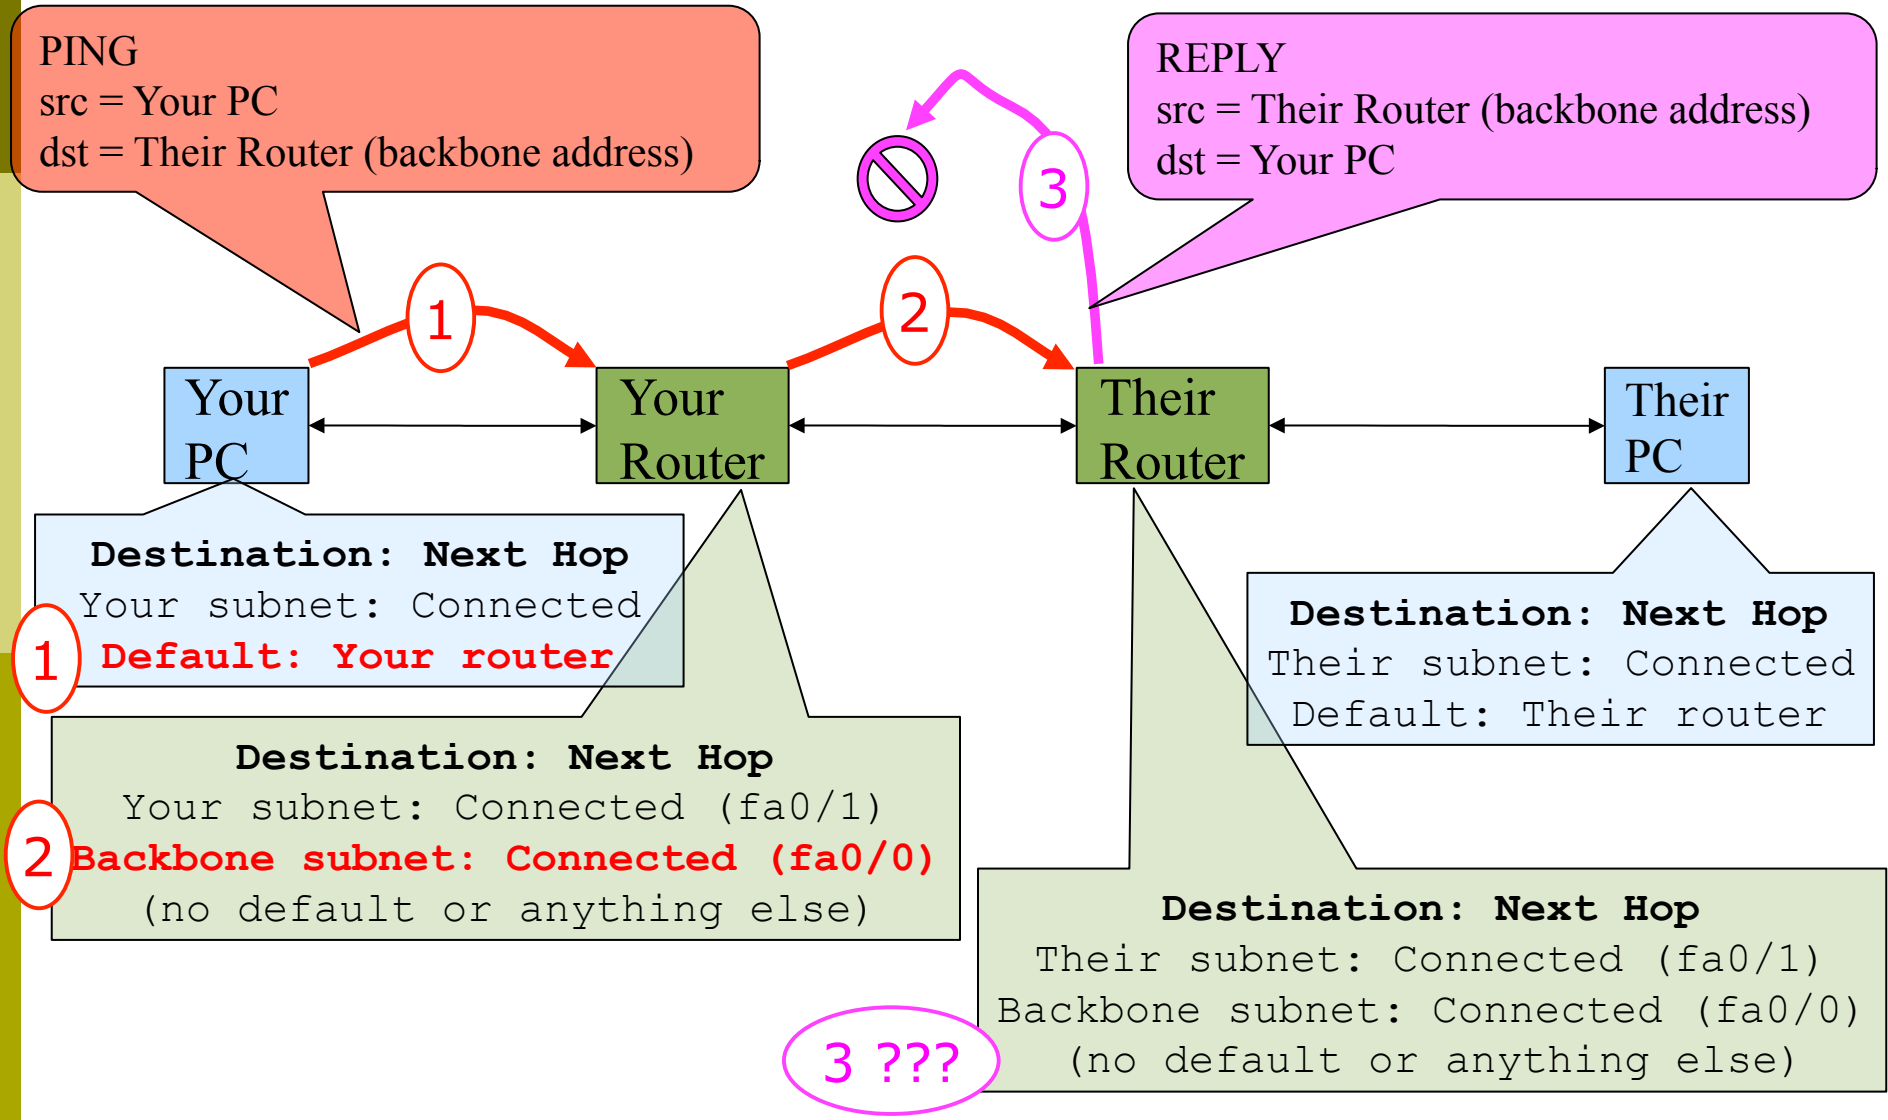 PING
src = Your PC
dst = Their Router (backbone address)
REPLY
src = Their Router (backbone address)
dst = Your PC
3
1
2
Your
PC
Your
Router
Their
Router
Their
PC
Destination: Next Hop
Your subnet: Connected
1
Default: Your router
Destination: Next Hop
Their subnet: Connected
Default: Their router
Destination: Next Hop
Your subnet: Connected (fa0/1)
2
Backbone subnet: Connected (fa0/0)
(no default or anything else)
Destination: Next Hop
Their subnet: Connected (fa0/1)
Backbone subnet: Connected (fa0/0)
(no default or anything else)
3 ???